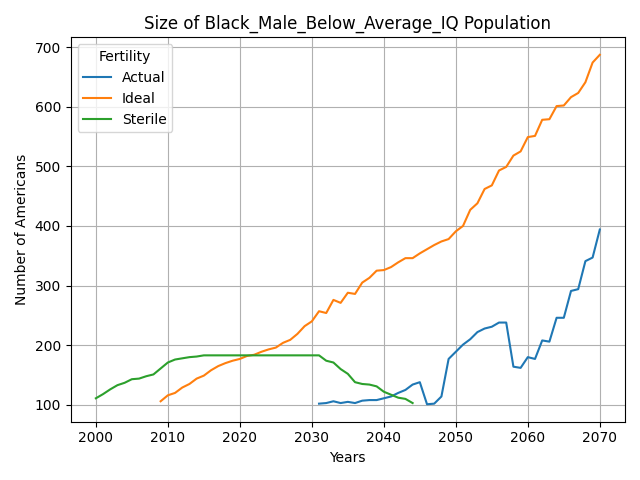 Size of Black_Male_Below_Average_IQ Population
Fertility
Actual
Ideal
Sterile
Number of Americans
700
600
500
400
300
200
100
2000 2010 2020 2030 2040 2050 2060 2070
Years